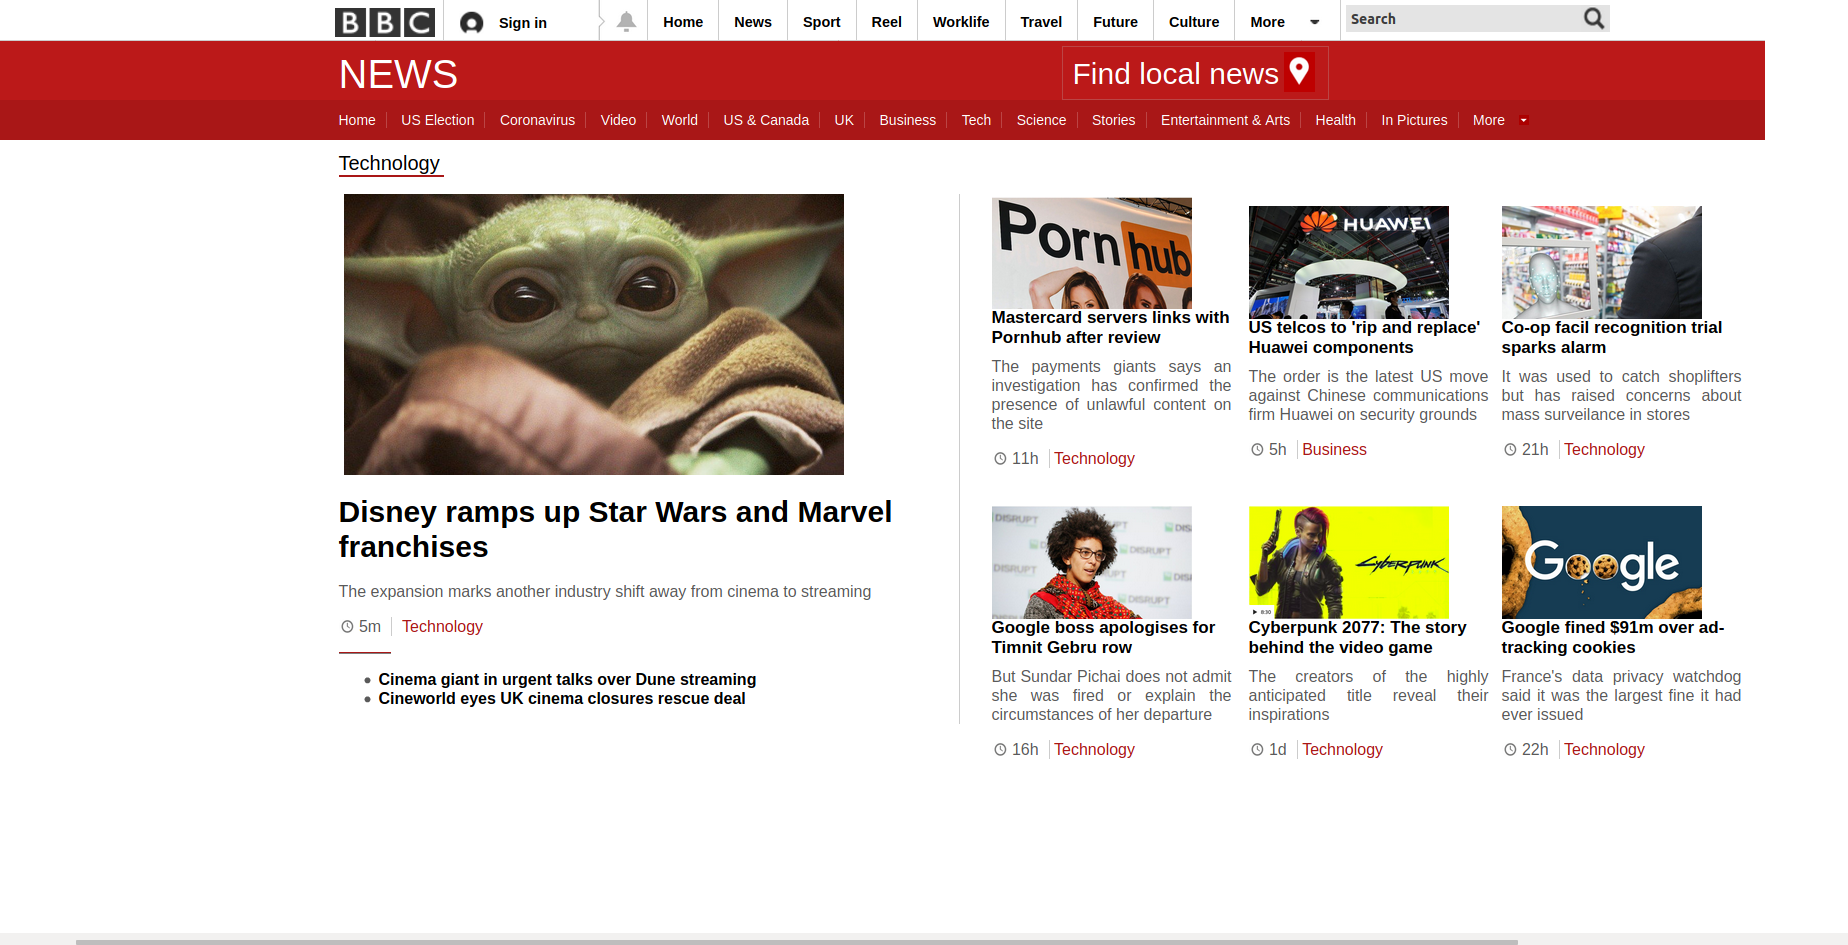 BBC Sign in Home News Sport Reel Worklife Travel Future Culture More Search
NEWS Find local news
Home US Election Coronavirus Video World US & Canada UK Business Tech Science Stories Entertainment & Arts Health In Pictures More
Technology
Disney ramps up Star Wars and Marvel
franchises
The expansion marks another industry shift away from cinema to streaming
5m Technology
Cinema giant in urgent talks over Dune streaming
Cineworld eyes UK cinema closures rescue deal
Porn hub
Mastercard servers links with
Pornhub after review
The payments giants says an
investigation has confirmed the
presence of unlawful content on
the site
11h Technology
HUAWEI
US telcos to 'rip and replace'
Huawei components
The order is the latest US move
against Chinese communications
firm Huawei on security grounds
5h Business
Co-op facil recognition trial
sparks alarm
It was used to catch shoplifters
but has raised concerns about
mass surveilance in stores
21h Technology
DISRUPT
DIS
DISRUPT
DISRUPT
DIS
DISRUPT
Google boss apologises for
Timnit Gebru row
But Sundar Pichai does not admit
she was fired or explain the
circumstances of her departure
16h Technology
Cyberpunk
8:30
Cyberpunk 2077: The story
behind the video game
The creators of the highly
anticipated title reveal their
inspirations
1d Technology
Google
Google fined $91m over ad-
tracking cookies
France's data privacy watchdog
said it was the largest fine it had
ever issued
22h Technology